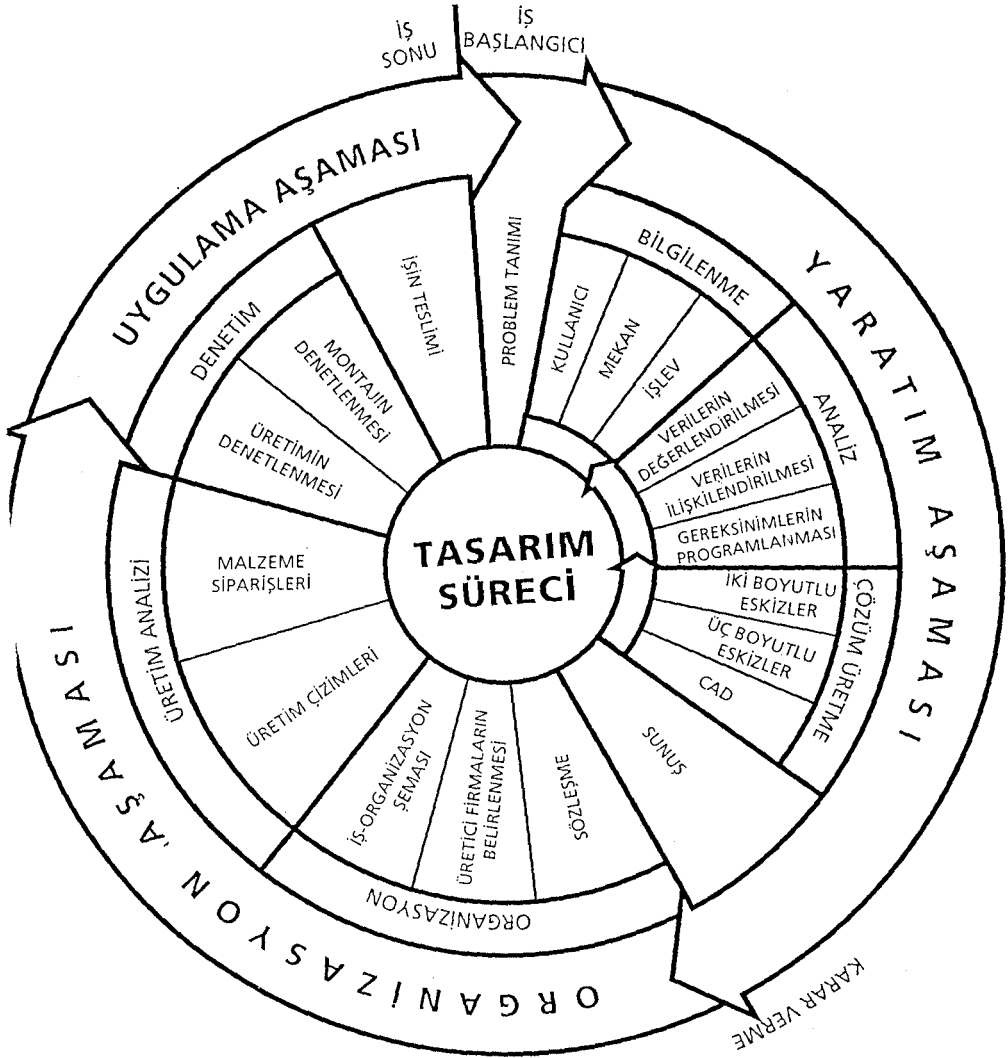 İŞ
SONU
İŞ
BAŞLANGICI
UYGULAMA AŞAMASI
YARATIM AŞAMASI
ORGANİZASYON AŞAMASI
KARAR VERME
PROBLEM TANIMI
BİLGİLENME
KULLANICI
MEKAN
İŞLEV
ANALİZ
VERİLERİN
DEĞERLENDİRİLMESİ
VERİLERİN
İLİŞKİLENDİRİLMESİ
GEREKSİNİMLERİN
PROGRAMLANMASI
ÇÖZÜM ÜRETME
İKİ BOYUTLU
ESKİZLER
ÜÇ BOYUTLU
ESKİZLER
CAD
SUNUŞ
ORGANİZASYON
SÖZLEŞME
ÜRETİCİ FİRMALARIN
BELİRLENMESİ
İŞ-ORGANİZASYON
ŞEMASI
ÜRETİM ANALİZİ
ÜRETİM ÇİZİMLERİ
MALZEME
SİPARİŞLERİ
DENETİM
ÜRETİMİN
DENETLENMESİ
MONTAJIN
DENETLENMESİ
İŞİN TESLİMİ
TASARIM
SÜRECİ